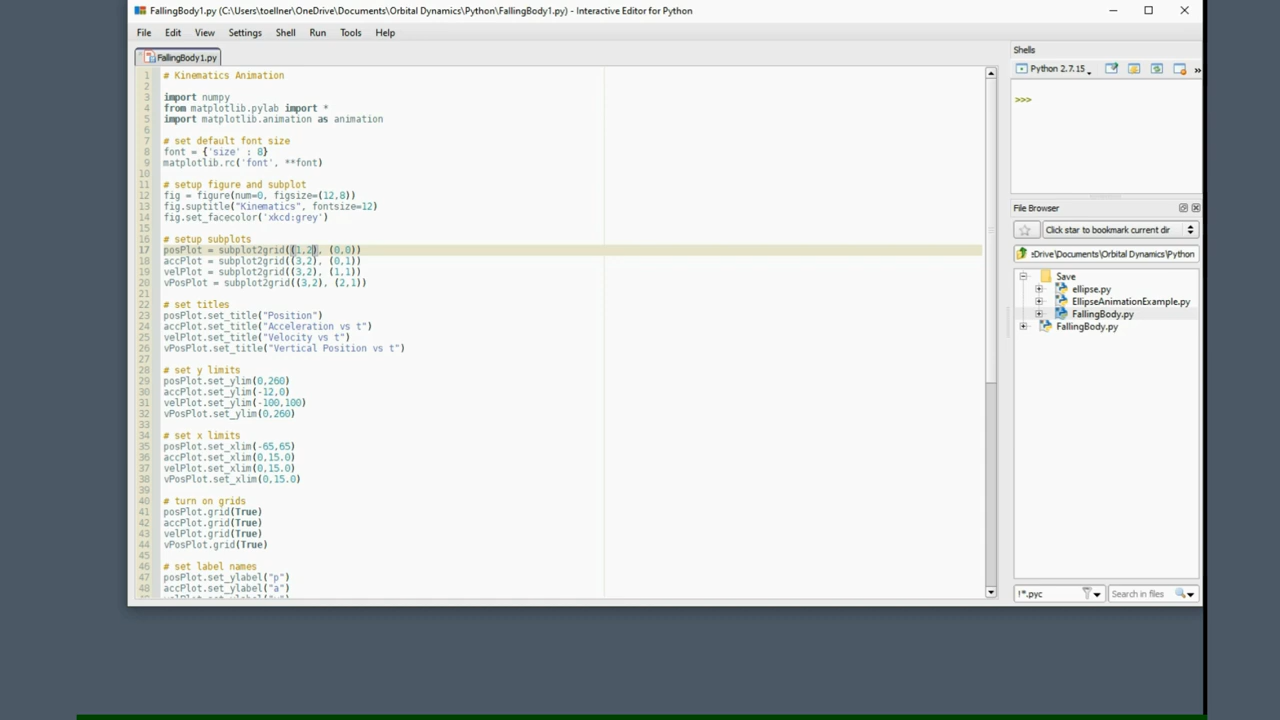 FallingBody1.py (C:\Users\toellner\OneDrive\Documents\Orbital Dynamics\Python\FallingBody1.py) - Interactive Editor for Python
File Edit View Settings Shell Run Tools Help
FallingBody1.py
1 # Kinematics Animation
2
3 import numpy
4 from matplotlib.pylab import *
5 import matplotlib.animation as animation
6
7 # set default font size
8 font = {'size' : 8}
9 matplotlib.rc('font', **font)
10
11 # setup figure and subplot
12 fig = figure(num=0, figsize=(12,8))
13 fig.suptitle("Kinematics", fontsize=12)
14 fig.set_facecolor('xkcd:grey')
15
16 # setup subplots
17 posPlot = subplot2grid((1,2), (0,0))
18 accPlot = subplot2grid((3,2), (0,1))
19 velPlot = subplot2grid((3,2), (1,1))
20 vPosPlot = subplot2grid((3,2), (2,1))
21
22 # set titles
23 posPlot.set_title("Position")
24 accPlot.set_title("Acceleration vs t")
25 velPlot.set_title("Velocity vs t")
26 vPosPlot.set_title("Vertical Position vs t")
27
28 # set y limits
29 posPlot.set_ylim(0,260)
30 accPlot.set_ylim(-12,0)
31 velPlot.set_ylim(-100,100)
32 vPosPlot.set_ylim(0,260)
33
34 # set x limits
35 posPlot.set_xlim(-65,65)
36 accPlot.set_xlim(0,15.0)
37 velPlot.set_xlim(0,15.0)
38 vPosPlot.set_xlim(0,15.0)
39
40 # turn on grids
41 posPlot.grid(True)
42 accPlot.grid(True)
43 velPlot.grid(True)
44 vPosPlot.grid(True)
45
46 # set label names
47 posPlot.set_ylabel("p")
48 accPlot.set_ylabel("a")
Shells
Python 2.7.15
>>>
File Browser
Click star to bookmark current dir
:Drive\Documents\Orbital Dynamics\Python
Save
ellipse.py
EllipseAnimationExample.py
FallingBody.py
FallingBody.py
!*.pyc
Search in files